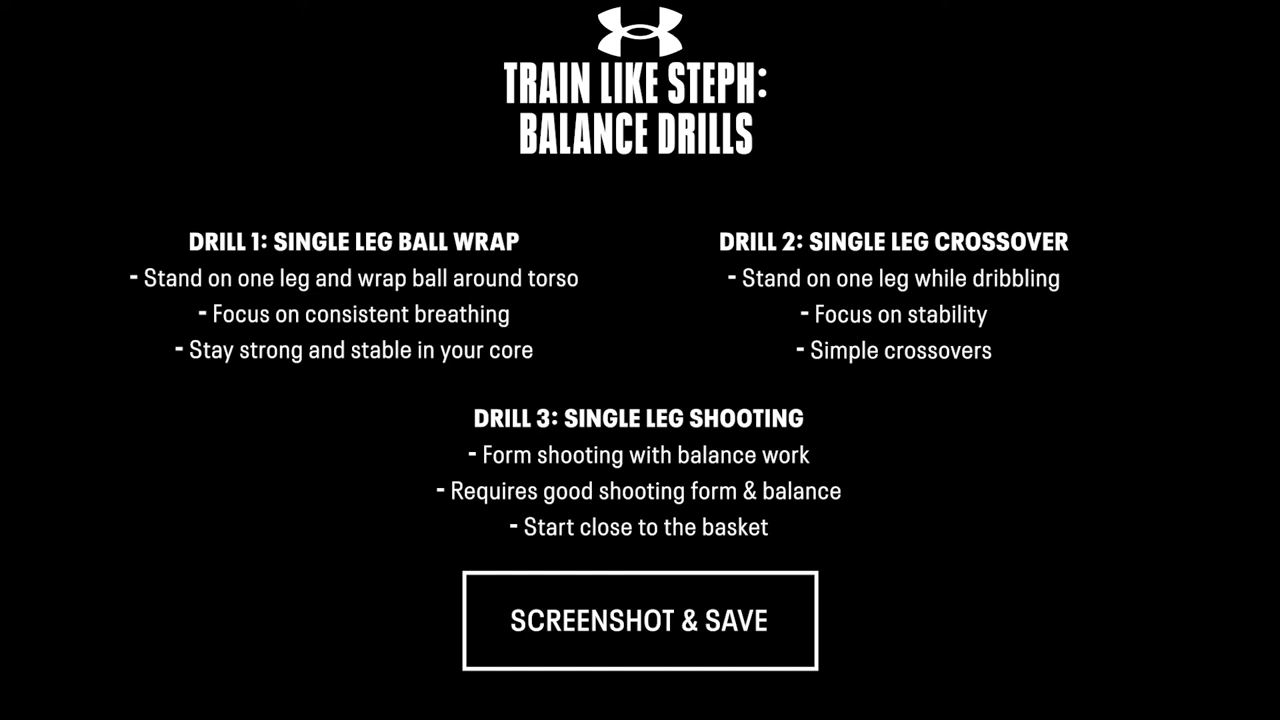 TRAIN LIKE STEPH:
BALANCE DRILLS
DRILL 1: SINGLE LEG BALL WRAP
- Stand on one leg and wrap ball around torso
- Focus on consistent breathing
- Stay strong and stable in your core
DRILL 2: SINGLE LEG CROSSOVER
- Stand on one leg while dribbling
- Focus on stability
- Simple crossovers
DRILL 3: SINGLE LEG SHOOTING
- Form shooting with balance work
- Requires good shooting form & balance
- Start close to the basket
SCREENSHOT & SAVE